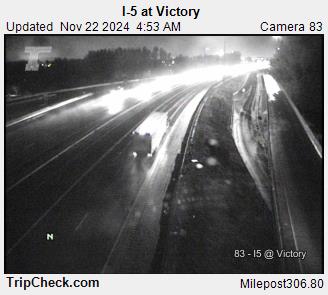 I-5 at Victory
Updated Nov 22 2024 4:53 AM Camera 83
T
N
83 - I5 @ Victory
TripCheck.com Milepost306.80